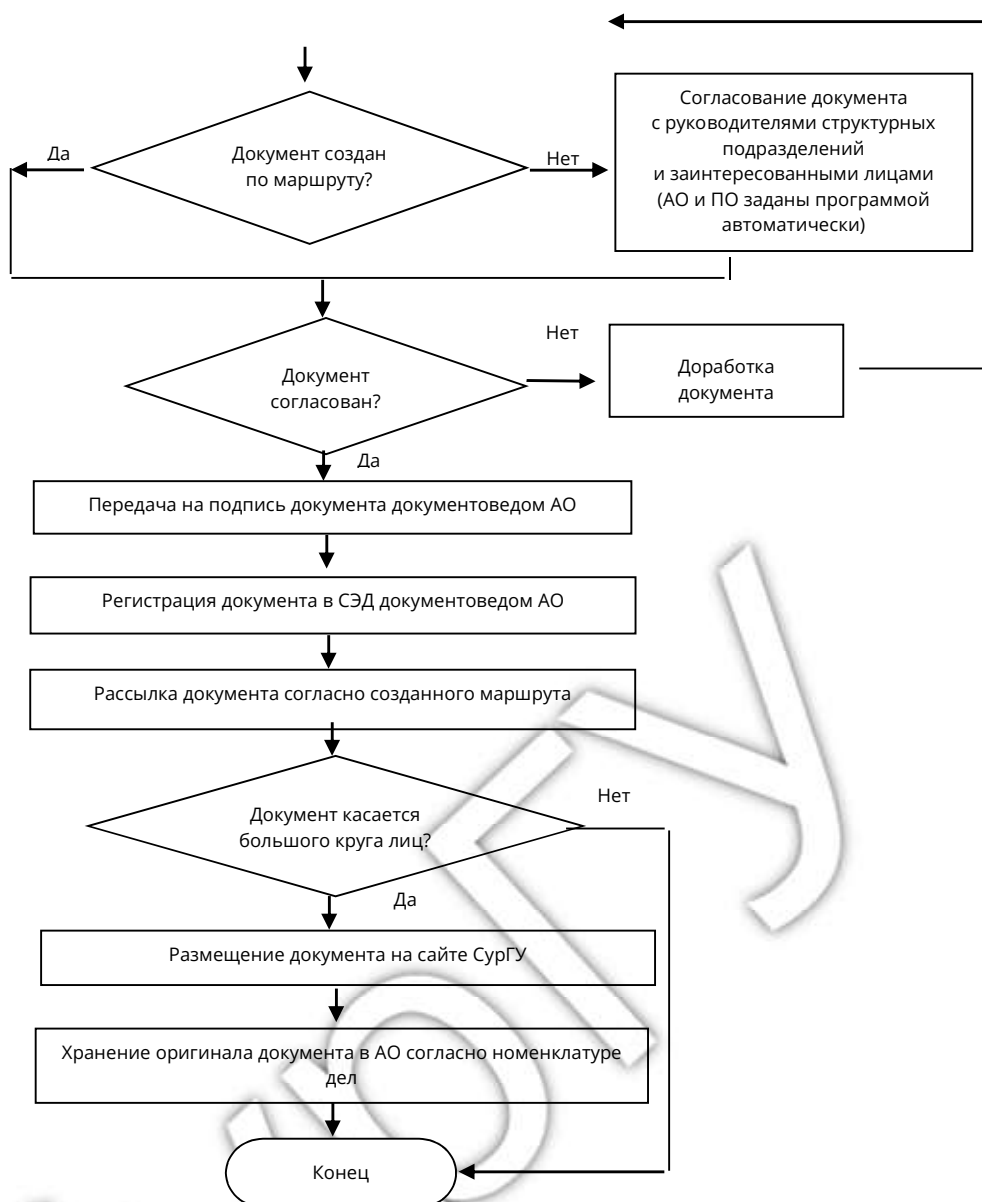 Согласование документа
с руководителями структурных
подразделений
и заинтересованными лицами
(АО и ПО заданы программой
автоматически)
Да
Документ создан
по маршруту?
Нет
Нет
Документ
согласован?
Доработка
документа
Да
Передача на подпись документа документоведом АО
Регистрация документа в СЭД документоведом АО
Рассылка документа согласно созданного маршрута
Документ касается
большого круга лиц?
Нет
Да
Размещение документа на сайте СурГУ
Хранение оригинала документа в АО согласно номенклатуре
дел
Конец